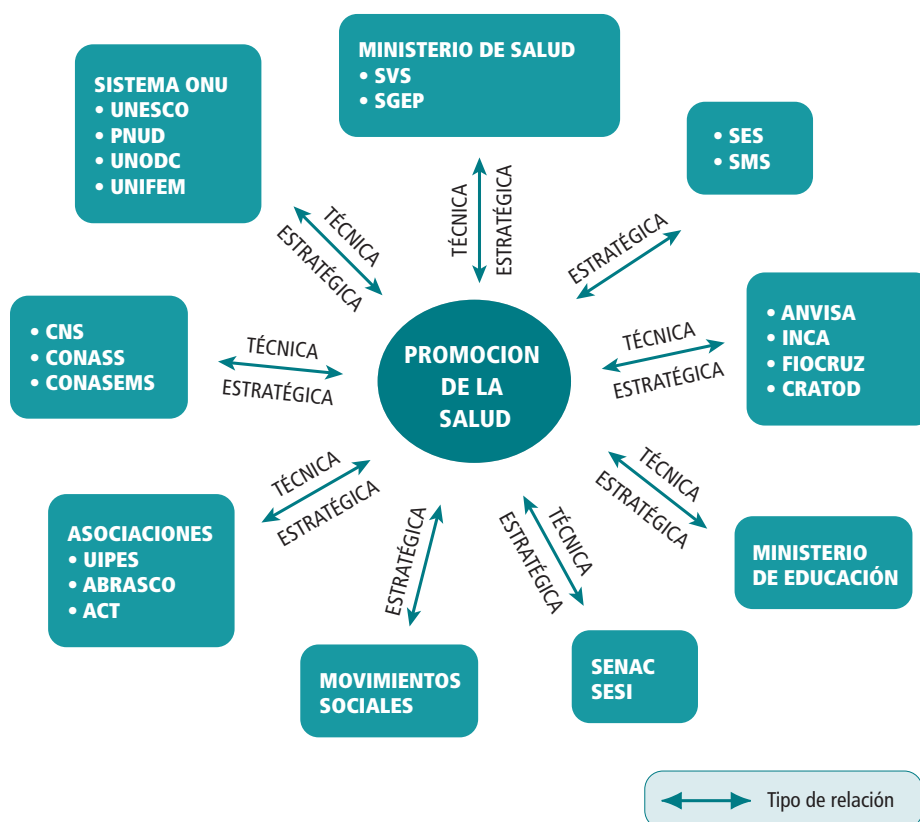 MINISTERIO DE SALUD
• SVS
• SGEP
SISTEMA ONU
• UNESCO
• PNUD
• UNODC
• UNIFEM
• SES
• SMS
TÉCNICA
ESTRATÉGICA
TÉCNICA
ESTRATÉGICA
ESTRATÉGICA
• CNS
• CONASS
• CONASEMS
TÉCNICA
ESTRATÉGICA
PROMOCION
DE LA
SALUD
TÉCNICA
ESTRATÉGICA
• ANVISA
• INCA
• FIOCRUZ
• CRATOD
TÉCNICA
ESTRATÉGICA
ASOCIACIONES
• UIPES
• ABRASCO
• ACT
ESTRATÉGICA
TÉCNICA
ESTRATÉGICA
TÉCNICA
ESTRATÉGICA
MINISTERIO
DE EDUCACIÓN
MOVIMIENTOS
SOCIALES
SENAC
SESI
Tipo de relación